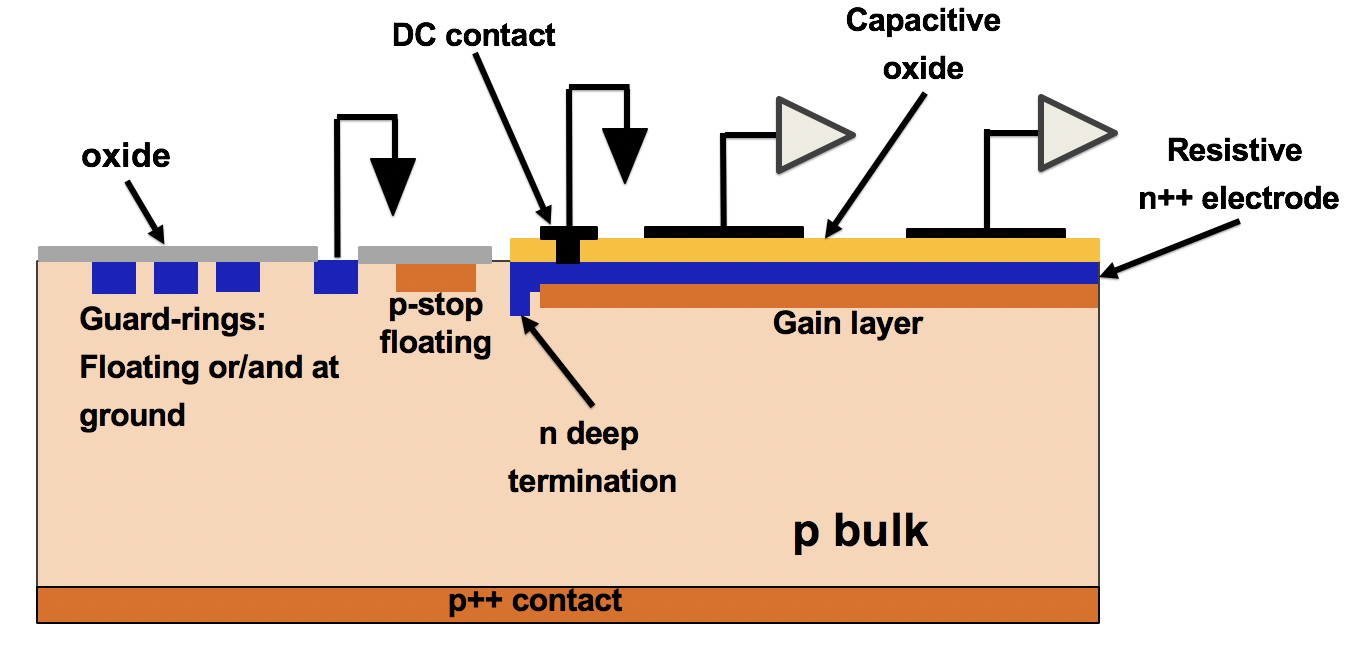 DC contact
Capacitive
oxide
oxide
Resistive
n++ electrode
Guard-rings:
Floating or/and at
ground
p-stop
floating
Gain layer
n deep
termination
p bulk
p++ contact